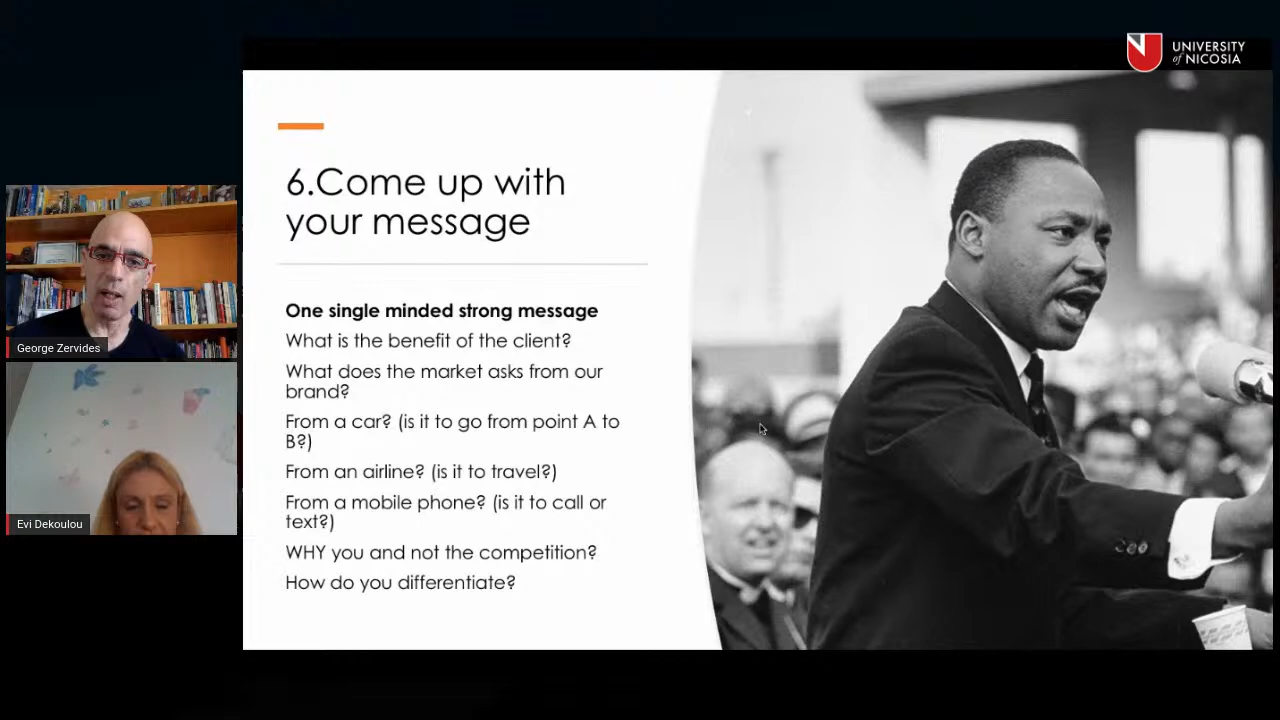 UNIVERSITY
of NICOSIA
6.Come up with
your message
One single minded strong message
What is the benefit of the client?
What does the market asks from our
brand?
From a car? (is it to go from point A to
B?)
From an airline? (is it to travel?)
From a mobile phone? (is it to call or
text?)
WHY you and not the competition?
How do you differentiate?
George Zervides
Evi Dekoulou